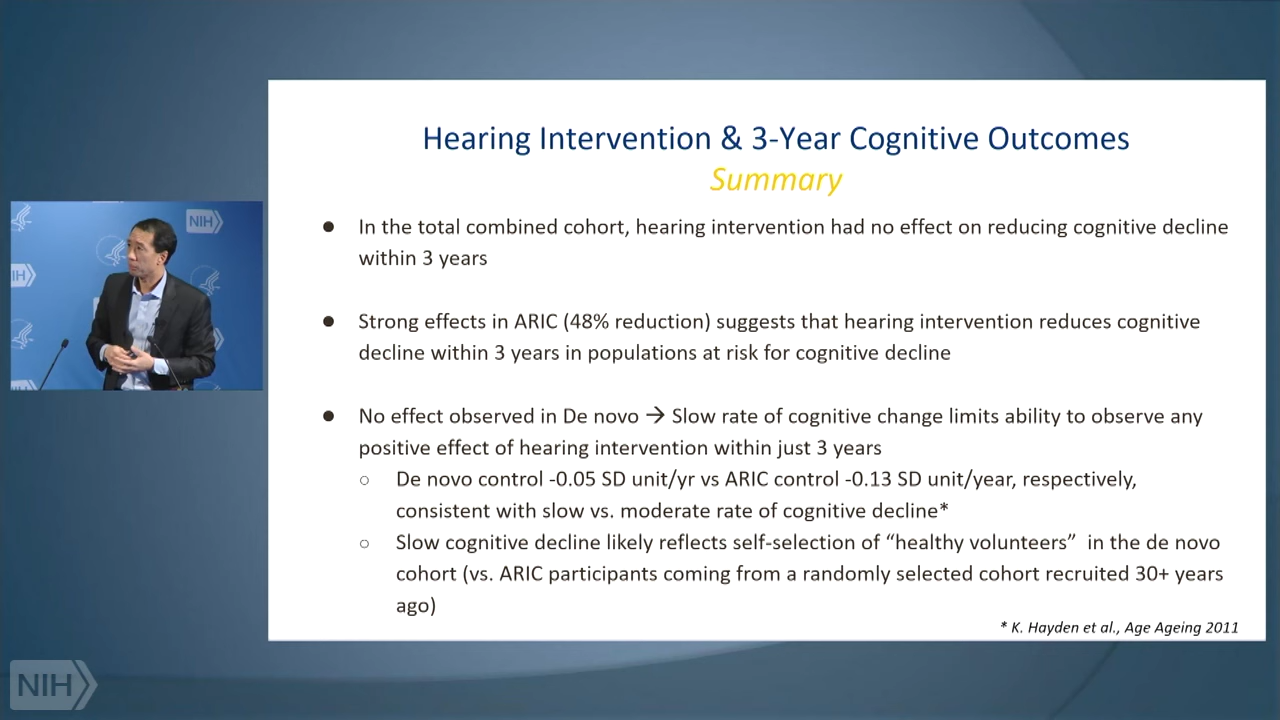 Hearing Intervention & 3-Year Cognitive Outcomes
Summary
● In the total combined cohort, hearing intervention had no effect on reducing cognitive decline
within 3 years
● Strong effects in ARIC (48% reduction) suggests that hearing intervention reduces cognitive
decline within 3 years in populations at risk for cognitive decline
● No effect observed in De novo → Slow rate of cognitive change limits ability to observe any
positive effect of hearing intervention within just 3 years
○ De novo control -0.05 SD unit/yr vs ARIC control -0.13 SD unit/year, respectively,
consistent with slow vs. moderate rate of cognitive decline*
○ Slow cognitive decline likely reflects self-selection of “healthy volunteers” in the de novo
cohort (vs. ARIC participants coming from a randomly selected cohort recruited 30+ years
ago)
* K. Hayden et al., Age Ageing 2011
NIH
IH
NIH